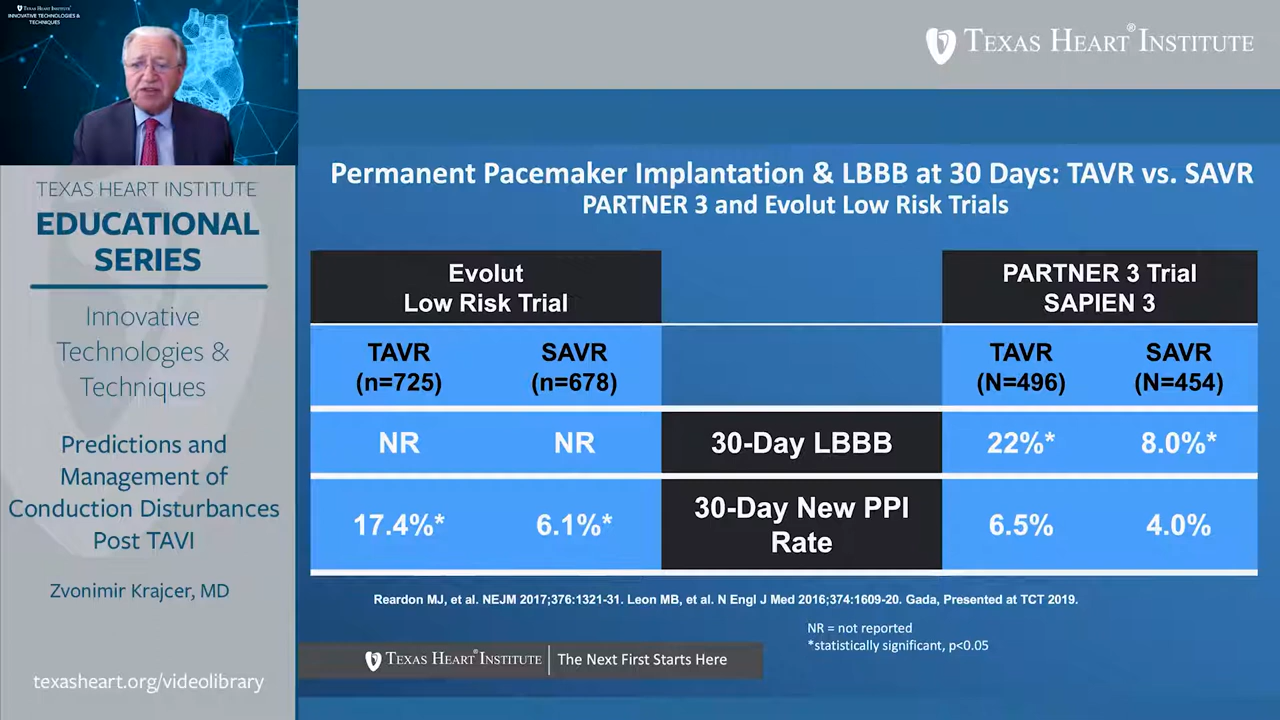 TEXAS HEART INSTITUTE
INNOVATIVE TECHNOLOGIES &
TECHNIQUES
TEXAS HEART® INSTITUTE
TEXAS HEART INSTITUTE
EDUCATIONAL
SERIES
Innovative
Technologies &
Techniques
Predictions and
Management of
Conduction Disturbances
Post TAVI
Zvonimir Krajcer, MD
texasheart.org/videolibrary
Permanent Pacemaker Implantation & LBBB at 30 Days: TAVR vs. SAVR
PARTNER 3 and Evolut Low Risk Trials
Evolut
Low Risk Trial
PARTNER 3 Trial
SAPIEN 3
TAVR
(n=725)
SAVR
(n=678)
TAVR
(N=496)
SAVR
(N=454)
NR NR 30-Day LBBB 22%* 8.0%*
17.4%* 6.1%* 30-Day New PPI
Rate 6.5% 4.0%
Reardon MJ, et al. NEJM 2017;376:1321-31. Leon MB, et al. N Engl J Med 2016;374:1609-20. Gada, Presented at TCT 2019.
NR = not reported
*statistically significant, p<0.05
TEXAS HEART® INSTITUTE The Next First Starts Here